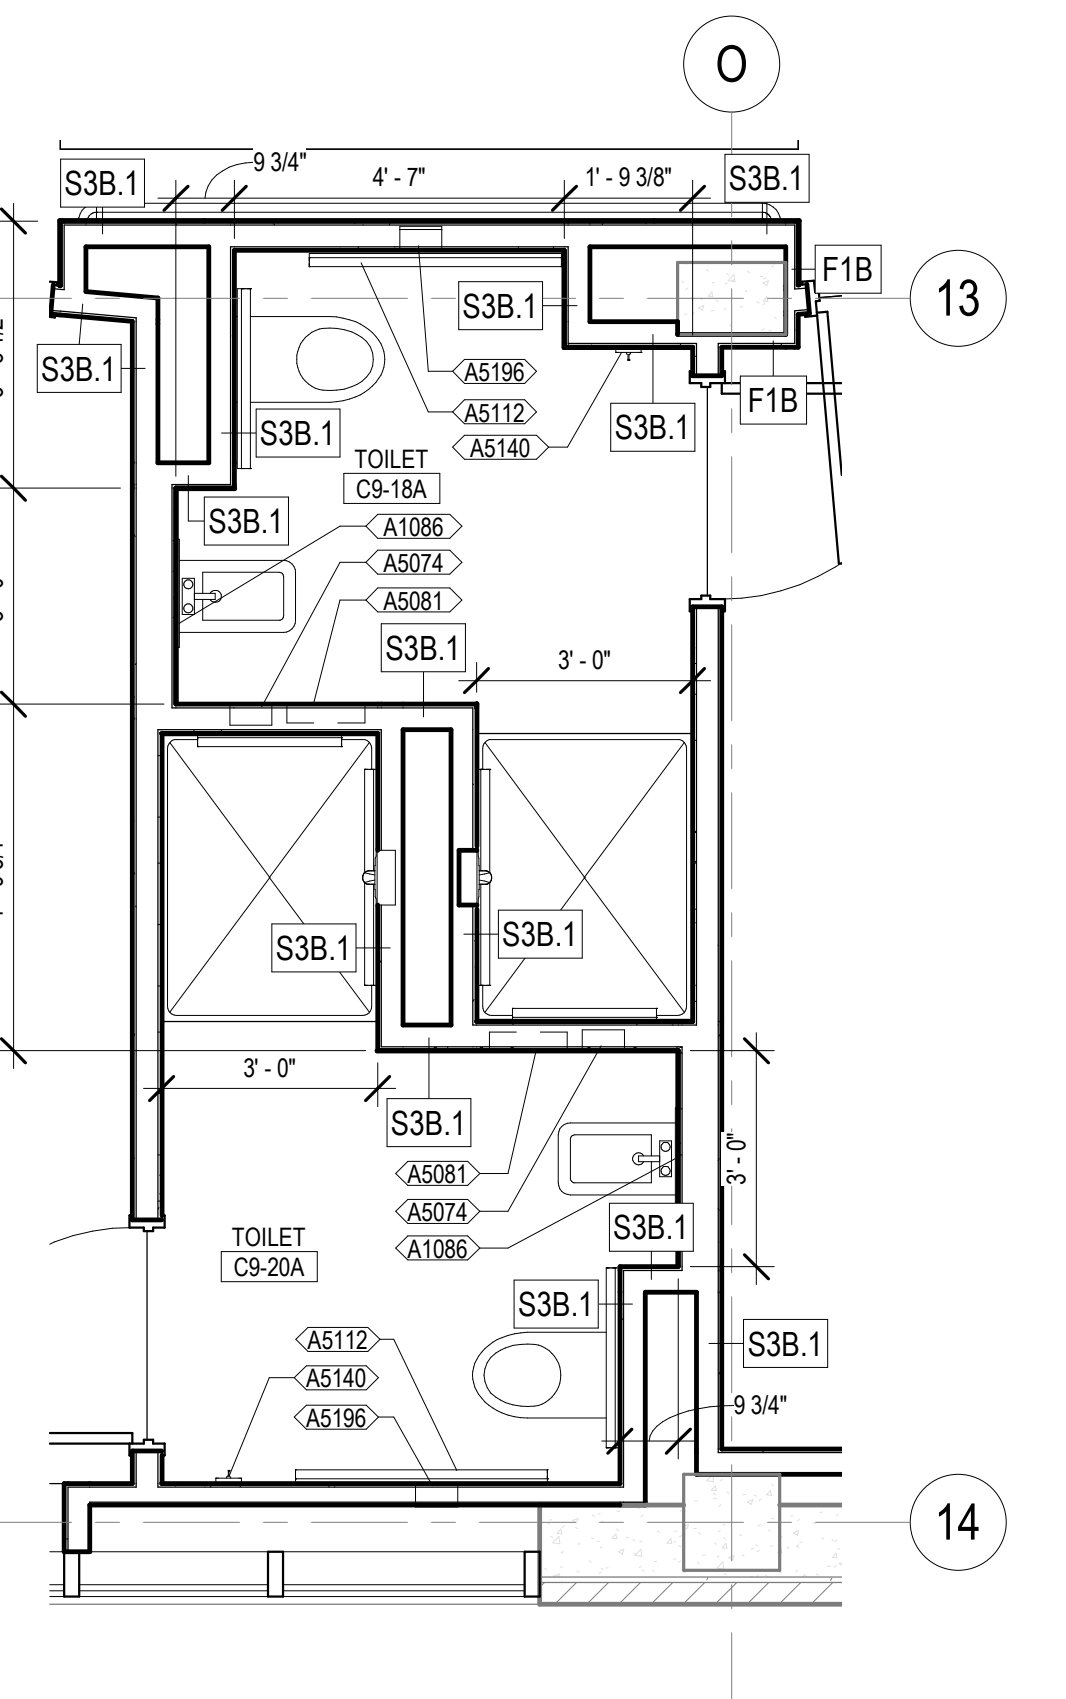 O
9 3/4"
4' - 7"
1' - 9 3/8"
S3B.1
S3B.1
F1B
13
S3B.1
S3B.1
A5196
F1B
A5112
S3B.1
S3B.1
A5140
TOILET
C9-18A
S3B.1
A1086
A5074
A5081
S3B.1
3' - 0"
S3B.1
S3B.1
3' - 0"
S3B.1
3' - 0"
A5081
A5074
S3B.1
TOILET
A1086
C9-20A
S3B.1
A5112
S3B.1
A5140
9 3/4"
A5196
14